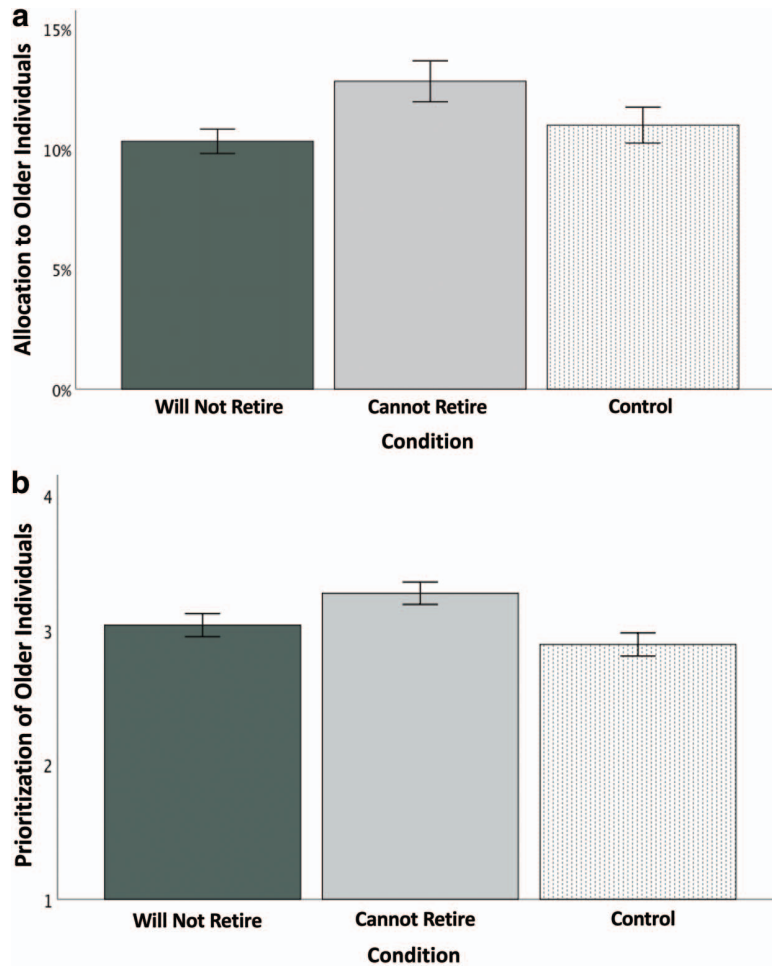 a
15%
10%
5%
0%
Allocation to Older Individuals
Will Not Retire Cannot Retire Control
Condition
b
4
3
2
1
Prioritization of Older Individuals
Will Not Retire Cannot Retire Control
Condition